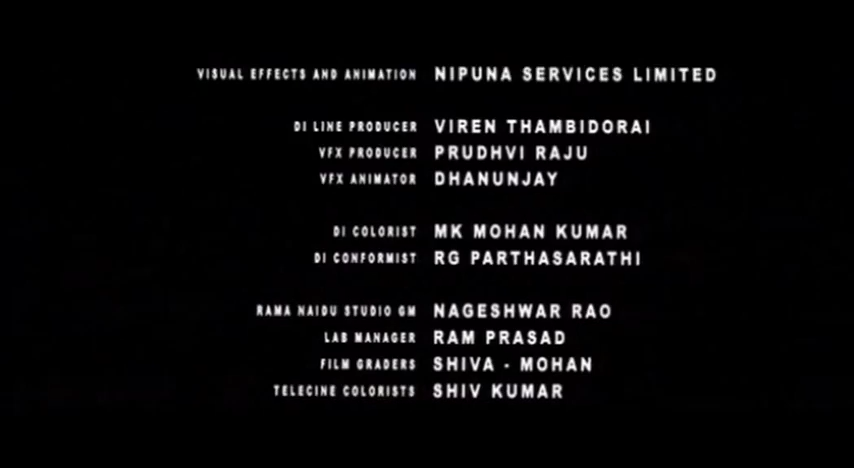 VISUAL EFFECTS AND ANIMATION NIPUNA SERVICES LIMITED
DI LINE PRODUCER VIREN THAMBIDORAI
VFX PRODUCER PRUDHVI RAJU
VFX ANIMATOR DHANUNJAY
DI COLORIST MK MOHAN KUMAR
DI CONFORMIST RG PARTHASARATHI
RAMA NAIDU STUDIO GM NAGESHWAR RAO
LAB MANAGER RAM PRASAD
FILM GRADERS SHIVA - MOHAN
TELECINE COLORISTS SHIV KUMAR